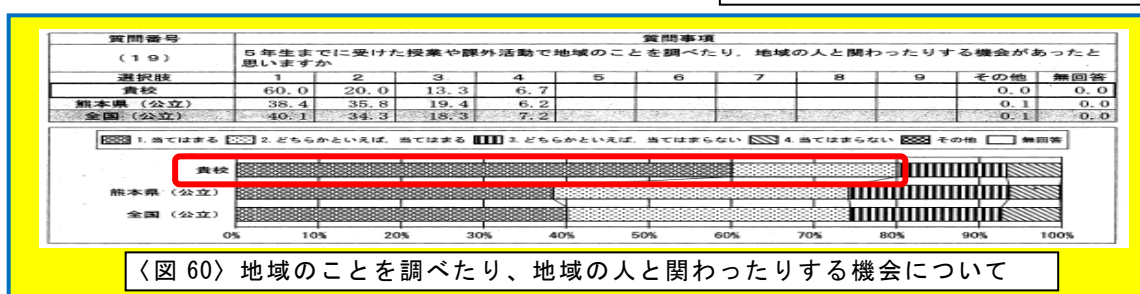 質問番号 質問事項
(19) 5年生までに受けた授業や課外活動で地域のことを調べたり，地域の人と関わったりする機会があったと
思いますか
選択肢 1 2 3 4 5 6 7 8 9 その他 無回答
貴校 60.0 20.0 13.3 6.7 0.0 0.0
熊本県（公立） 38.4 35.8 19.4 6.2 0.1 0.0
全国（公立） 40.1 34.3 18.3 7.2 0.1 0.0
1.当てはまる 2.どちらかといえば，当てはまる 3.どちらかといえば，当てはまらない 4.当てはまらない その他 無回答
貴校
熊本県（公立）
全国（公立）
0% 10% 20% 30% 40% 50% 60% 70% 80% 90% 100%
〈図 60〉地域のことを調べたり、地域の人と関わったりする機会について